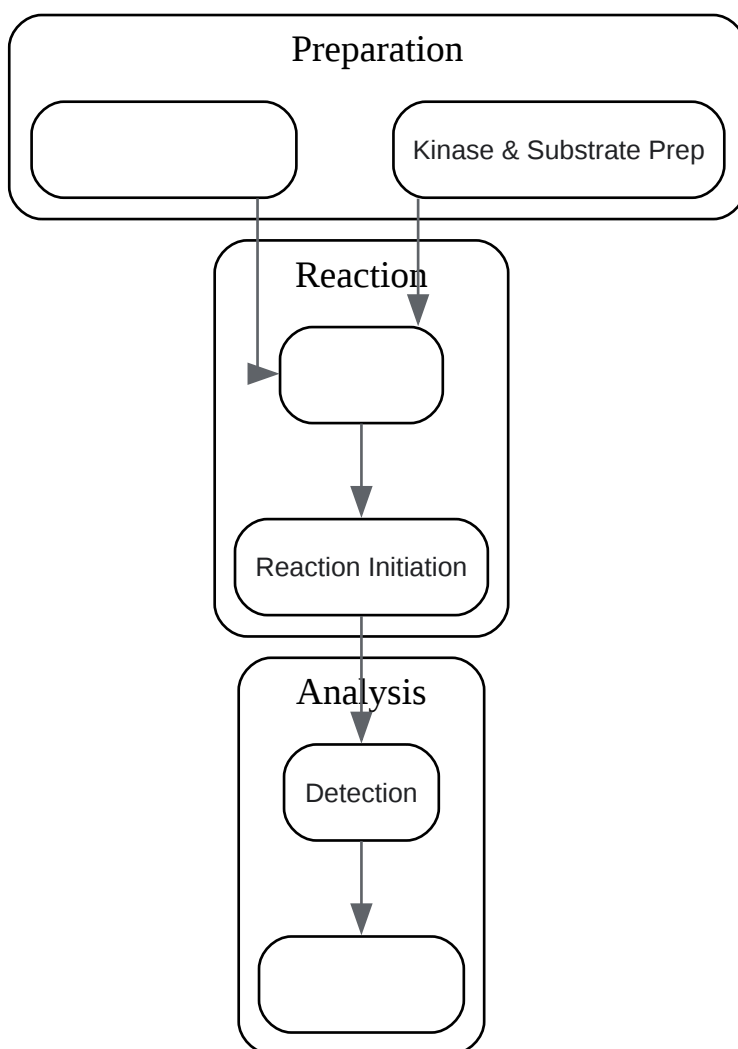 Preparation
Kinase & Substrate Prep
Reaction
Reaction Initiation
Analysis
Detection